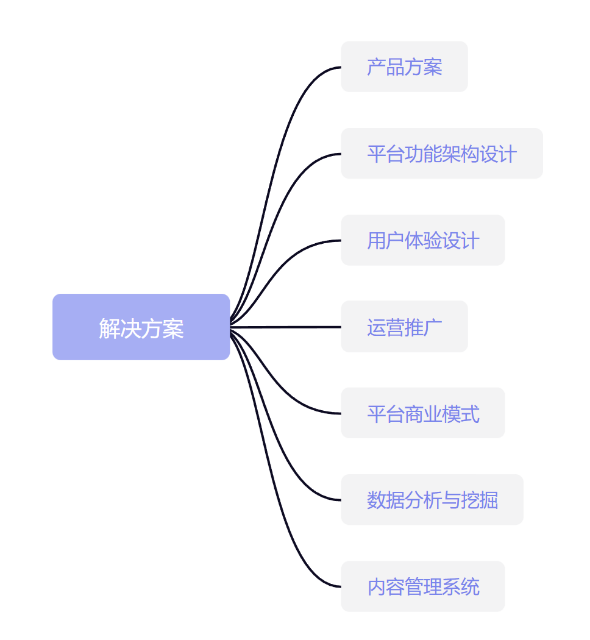 解决方案
产品方案
平台功能架构设计
用户体验设计
运营推广
平台商业模式
数据分析与挖掘
内容管理系统